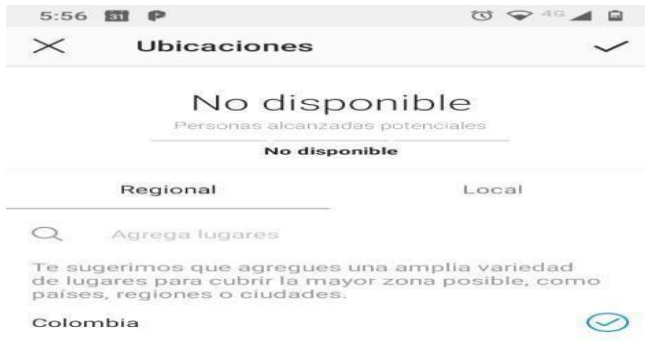 5:56 31 P 4G
Ubicaciones
No disponible
Personas alcanzadas potenciales
No disponible
Regional Local
Agrega lugares
Te sugerimos que agregues una amplia variedad
de lugares para cubrir la mayor zona posible, como
países, regiones o ciudades.
Colombia